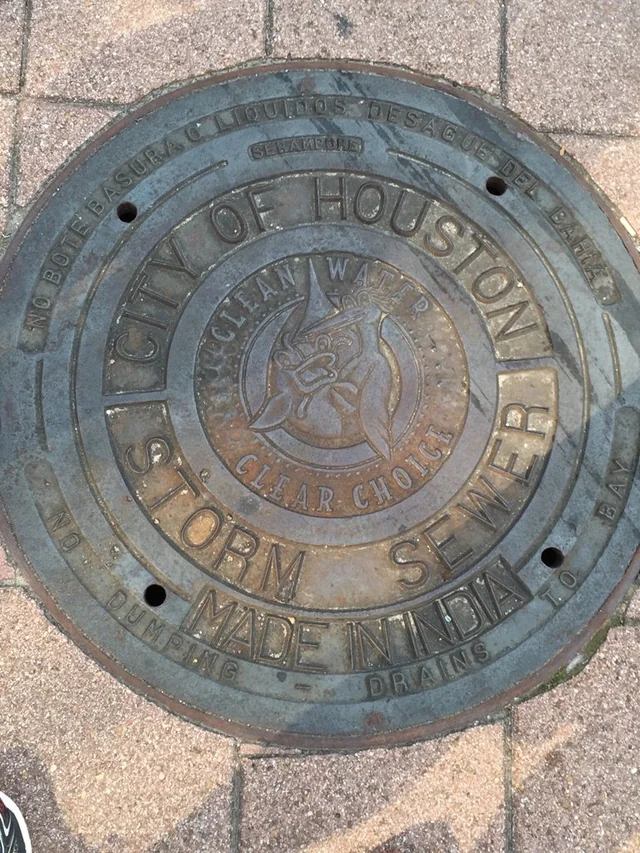 NO BOTE BASURA O LIQUIDOS DESAGUE DEL BAHIA
SERAMPORE
CITY OF HOUSTON
CLEAN WATER
CLEAR CHOICE
STORM SEWER
MADE IN INDIA
NO DUMPING - DRAINS TO BAY